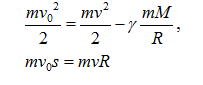 mv₀²/2 = mv²/2 − γ mM/R ,
mv₀s = mvR